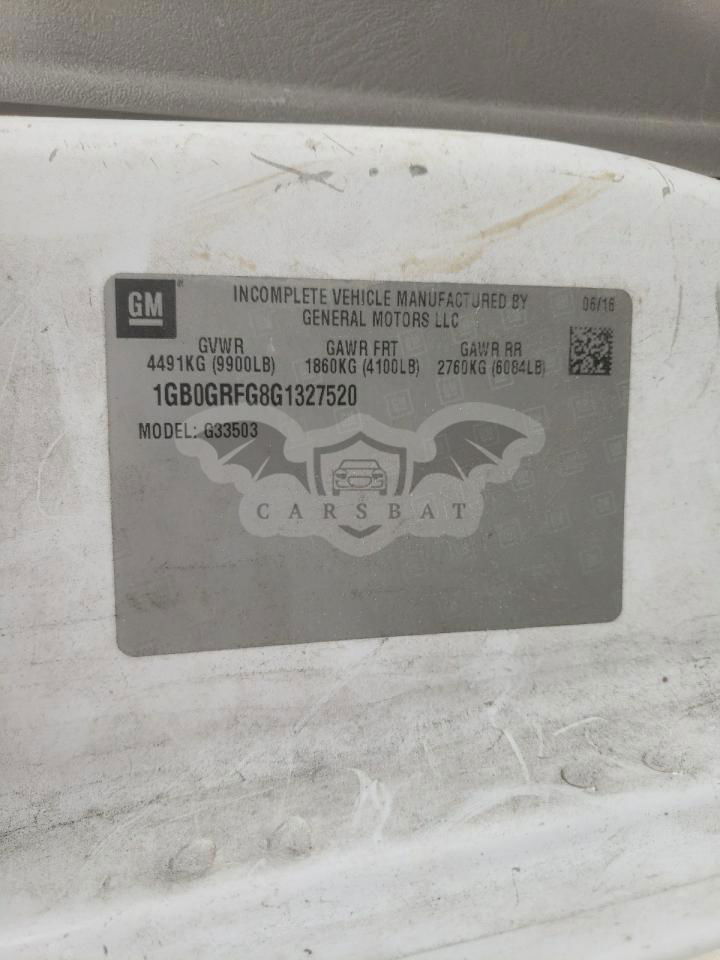 GM
INCOMPLETE VEHICLE MANUFACTURED BY
GENERAL MOTORS LLC
06/16
GVWR GAWR FRT GAWR RR
4491KG (9900LB) 1860KG (4100LB) 2760KG (6084LB)
1GB0GRFG8G1327520
MODEL: G33503
CARSBAT